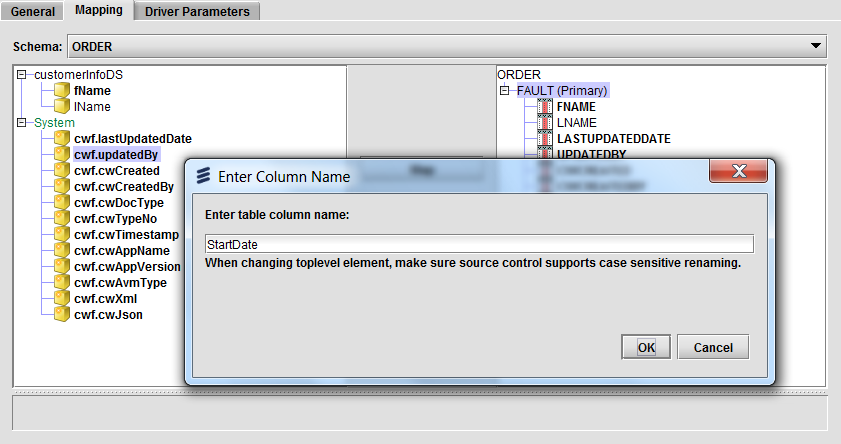 General Mapping Driver Parameters
Schema: ORDER
customerInfoDS
fName
lName
System
cwf.lastUpdatedDate
cwf.updatedBy
cwf.cwCreated
cwf.cwCreatedBy
cwf.cwDocType
cwf.cwTypeNo
cwf.cwTimestamp
cwf.cwAppName
cwf.cwAppVersion
cwf.cwAvmType
cwf.cwXml
cwf.cwJson
ORDER
FAULT (Primary)
FNAME
LNAME
LASTUPDATEDDATE
UPDATEDBY
Enter Column Name
Enter table column name:
StartDate
When changing toplevel element, make sure source control supports case sensitive renaming.
OK Cancel